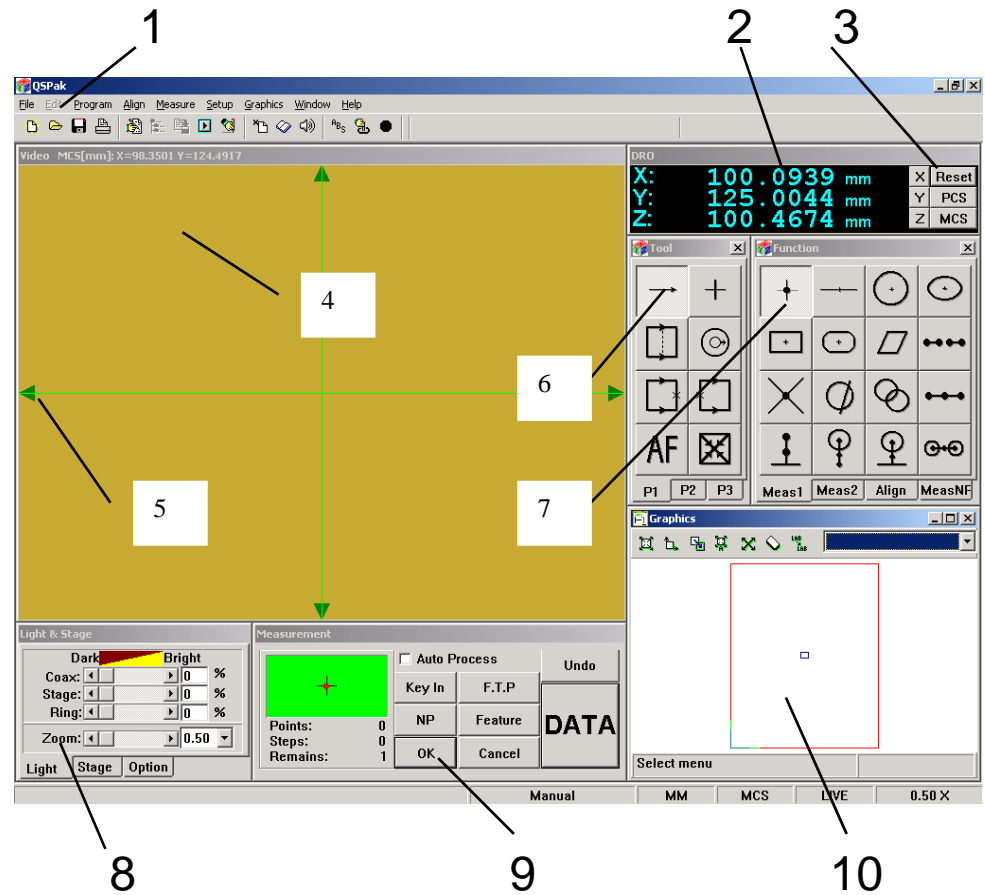 1 2 3
QSPak
File Edit Program Align Measure Setup Graphics Window Help
ABS
Video MCS[mm]: X=98.3501 Y=124.4917
DRO
X: 100.0939 mm X Reset
Y: 125.0044 mm Y PCS
Z: 100.4674 mm Z MCS
Tool
Function
4
6
5
7
AF
P1 P2 P3
Meas1 Meas2 Align MeasNF
Graphics
LAB
LAB
Select menu
Light & Stage
Dark Bright
Coax: 0 %
Stage: 0 %
Ring: 0 %
Zoom: 0.50
Light Stage Option
Measurement
Auto Process
Undo
Key In F.T.P
NP Feature
DATA
OK Cancel
Points: 0
Steps: 0
Remains: 1
Manual MM MCS LIVE 0.50 X
8 9 10